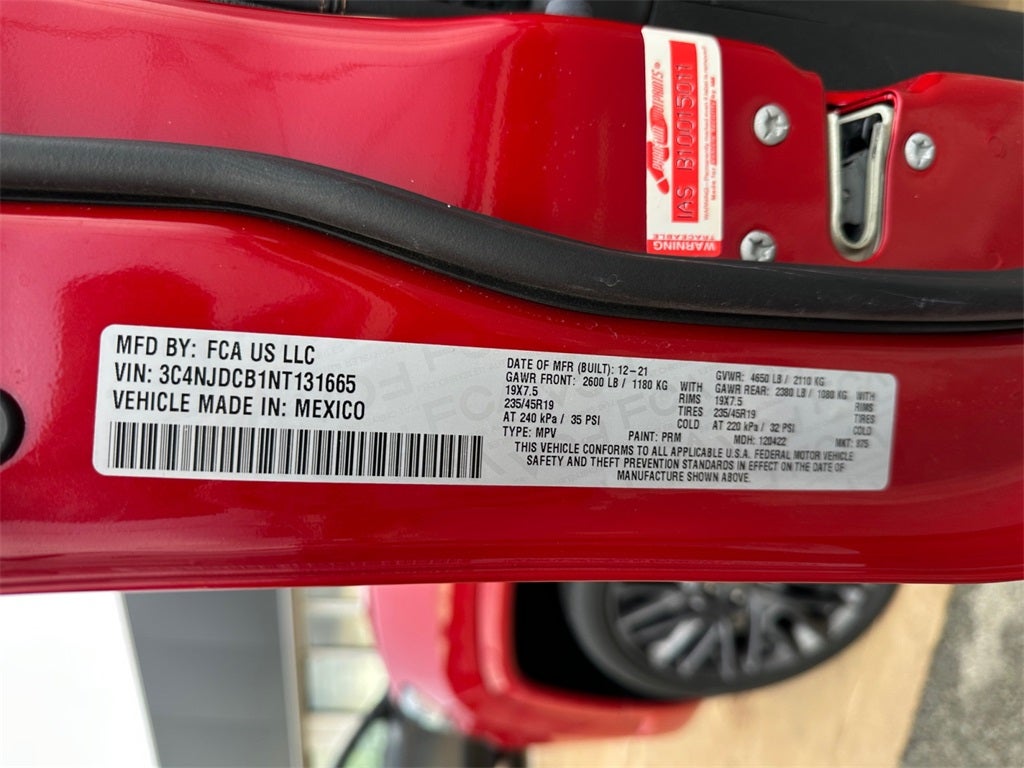 WARNING
TRACEABLE
IAS B10015011
MFD BY: FCA US LLC
VIN: 3C4NJDCB1NT131665
VEHICLE MADE IN: MEXICO
DATE OF MFR (BUILT): 12-21
GAWR FRONT: 2600 LB / 1180 KG WITH
19X7.5 RIMS
235/45R19 TIRES
AT 240 kPa / 35 PSI COLD
GVWR: 4650 LB / 2110 KG
GAWR REAR: 2380 LB / 1080 KG WITH
19X7.5 RIMS
235/45R19 TIRES
AT 220 kPa / 32 PSI COLD
TYPE: MPV PAINT: PRM MDH: 120422 MKT: 975
THIS VEHICLE CONFORMS TO ALL APPLICABLE U.S.A. FEDERAL MOTOR VEHICLE
SAFETY AND THEFT PREVENTION STANDARDS IN EFFECT ON THE DATE OF
MANUFACTURE SHOWN ABOVE.